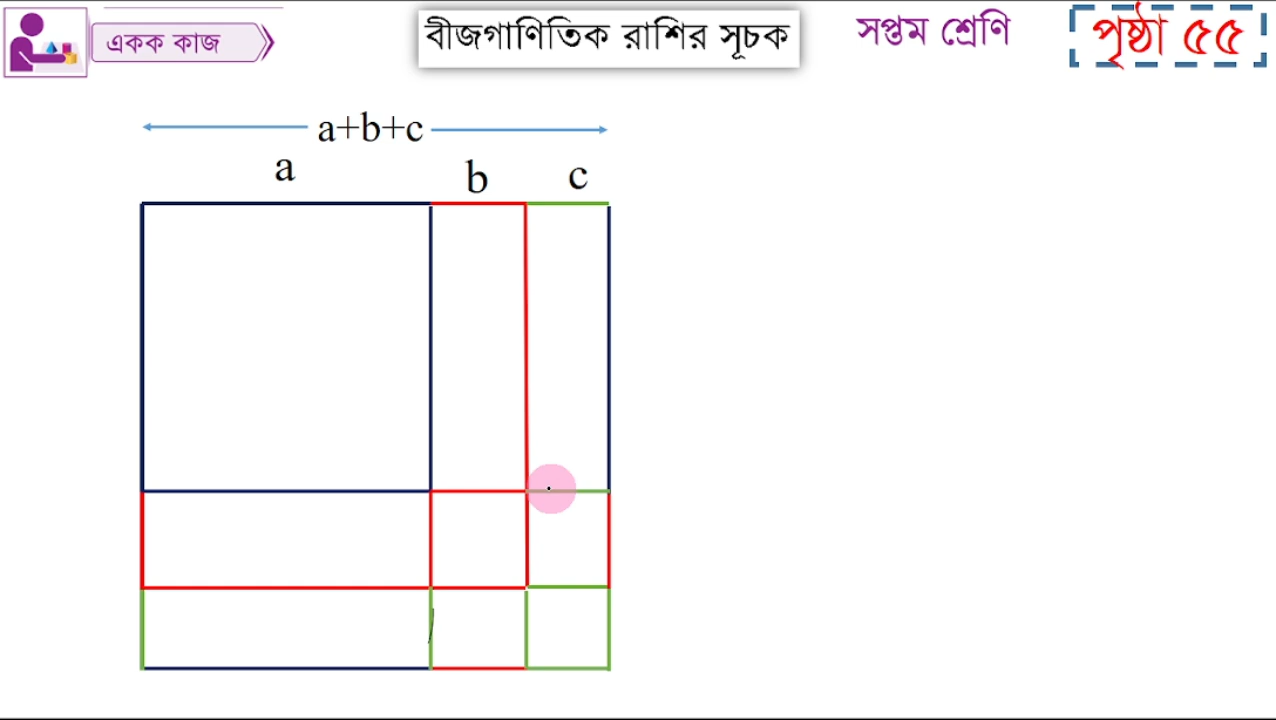 একক কাজ
বীজগাণিতিক রাশির সূচক
সপ্তম শ্রেণি
পৃষ্ঠা ৫৫
a+b+c
a b c